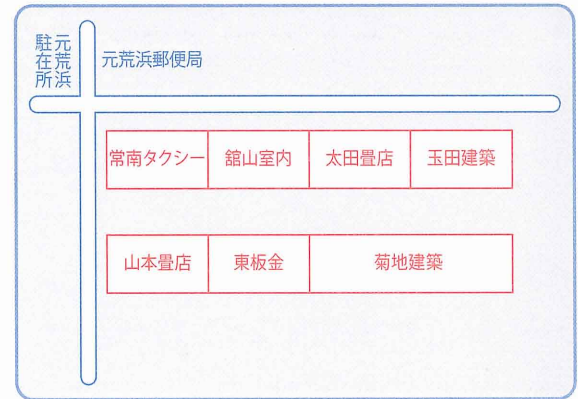 元荒浜
駐在所
元荒浜郵便局
常南タクシー
舘山室内
太田畳店
玉田建築
山本畳店
東板金
菊地建築